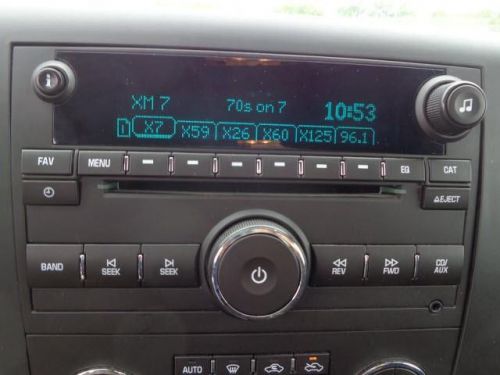 XM 7 70s on 7 10:53
1 X7 X59 X26 X60 X125 96.1
FAV MENU EQ CAT
EJECT
BAND SEEK SEEK REV FWD CD/AUX
AUTO